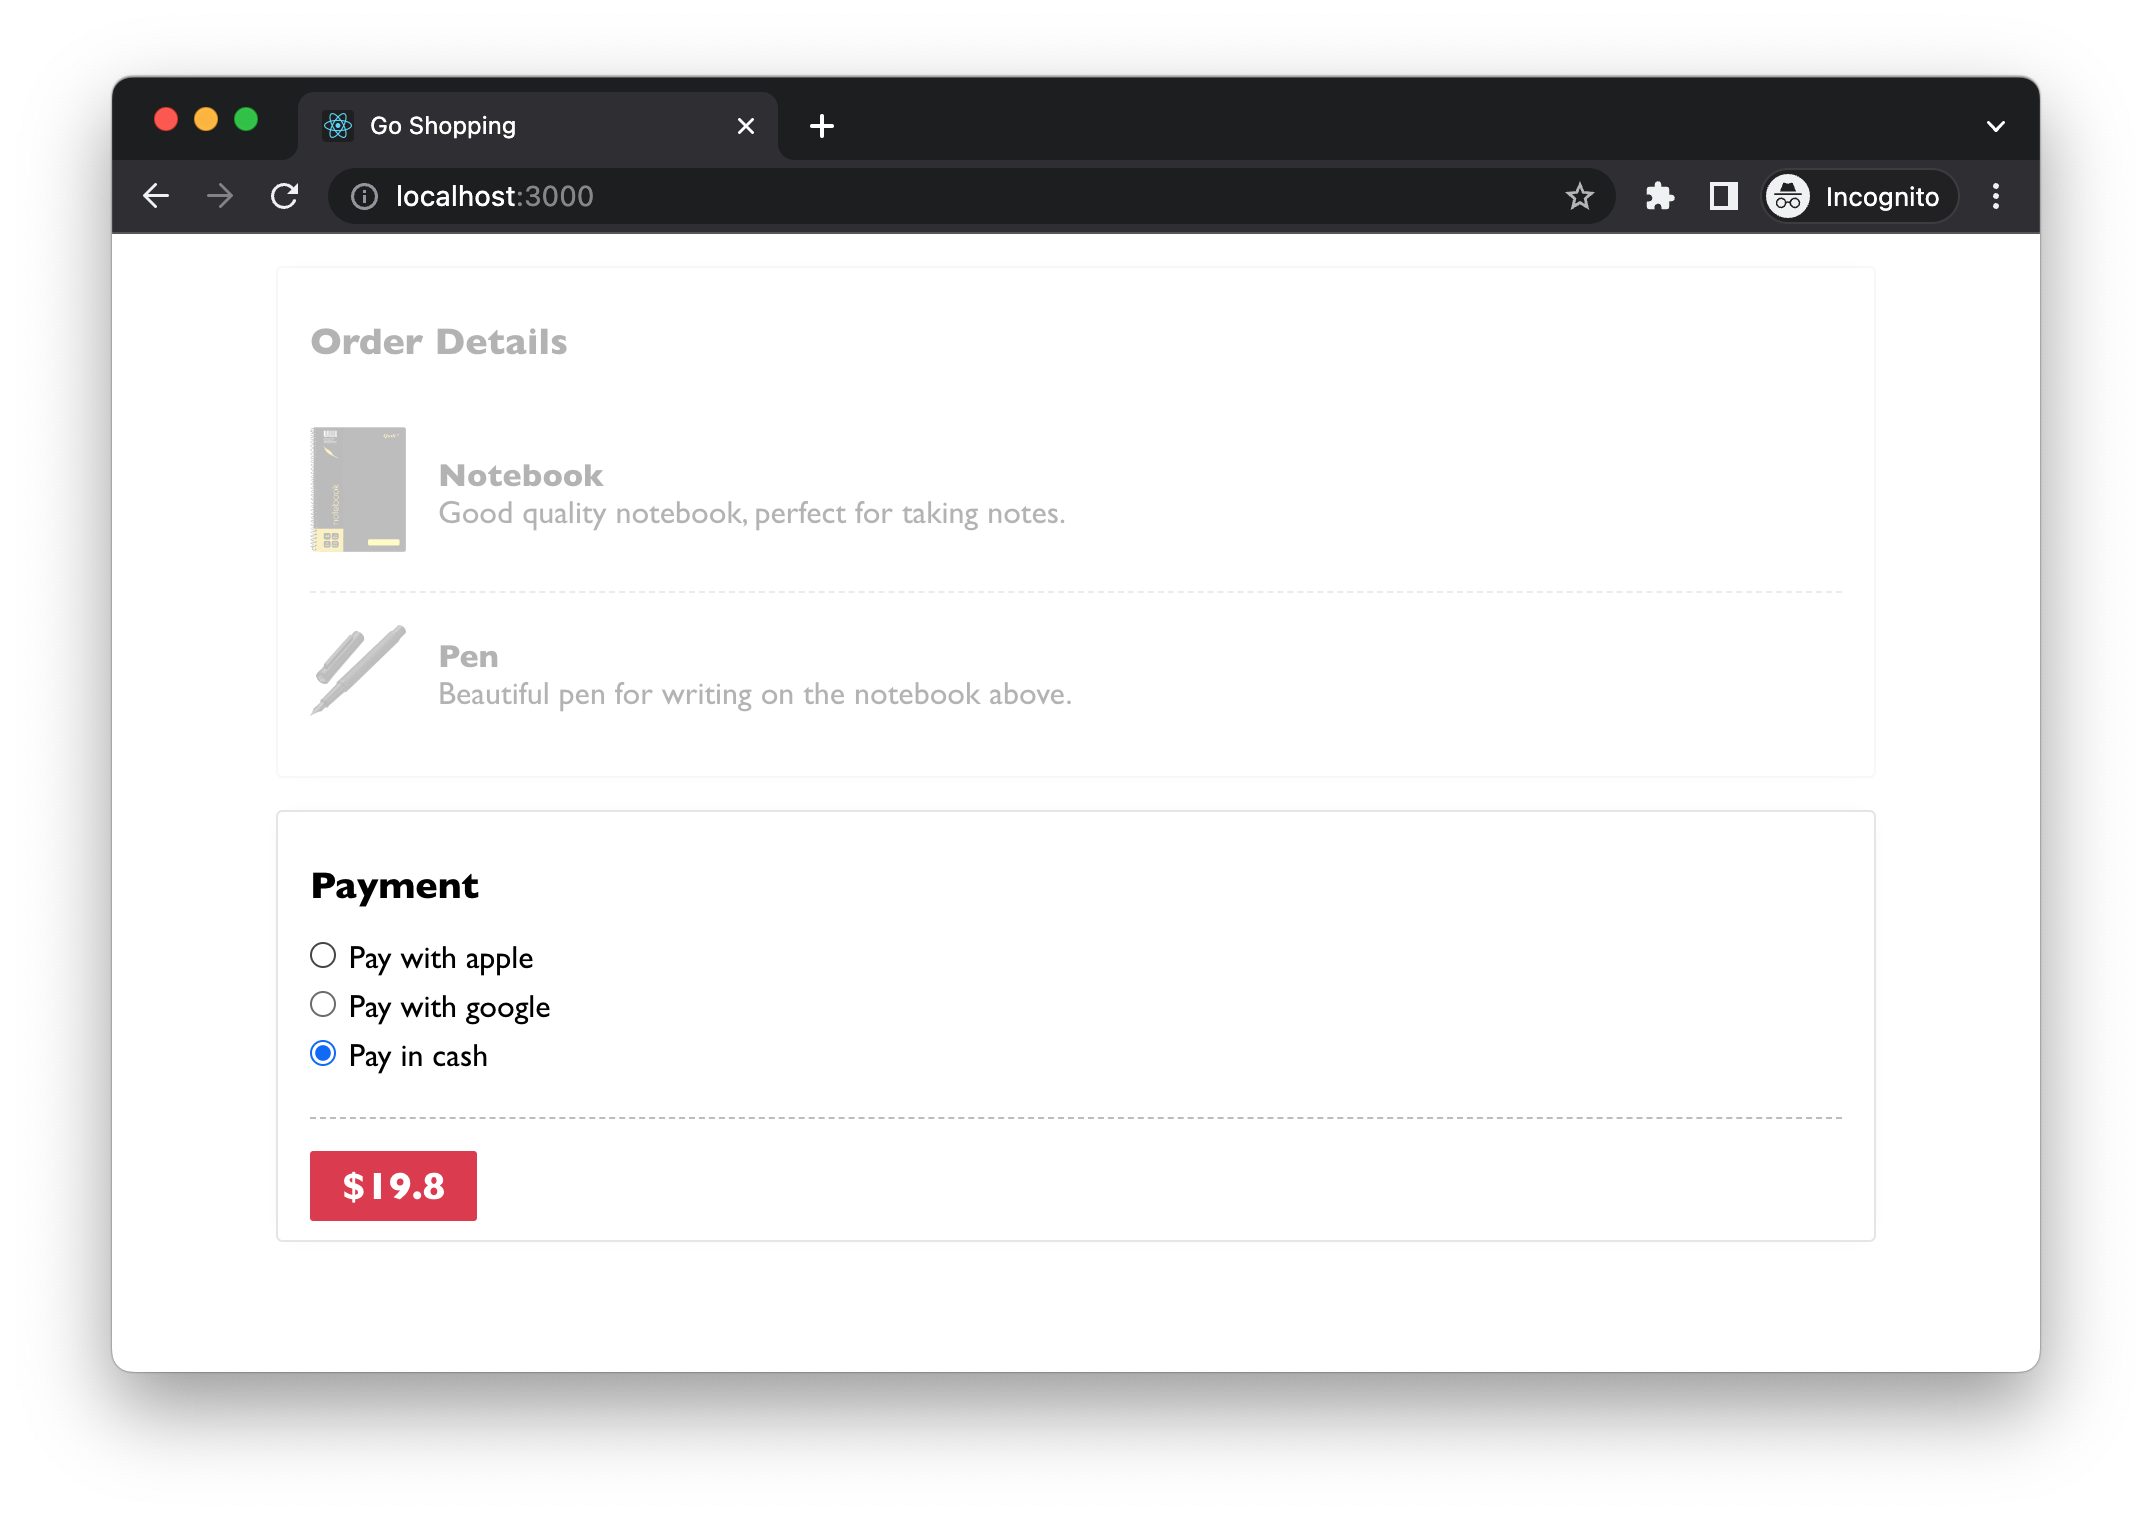 Go Shopping
localhost:3000
Incognito
Order Details
notebook
Notebook
Good quality notebook, perfect for taking notes.
Pen
Beautiful pen for writing on the notebook above.
Payment
Pay with apple
Pay with google
Pay in cash
$19.8